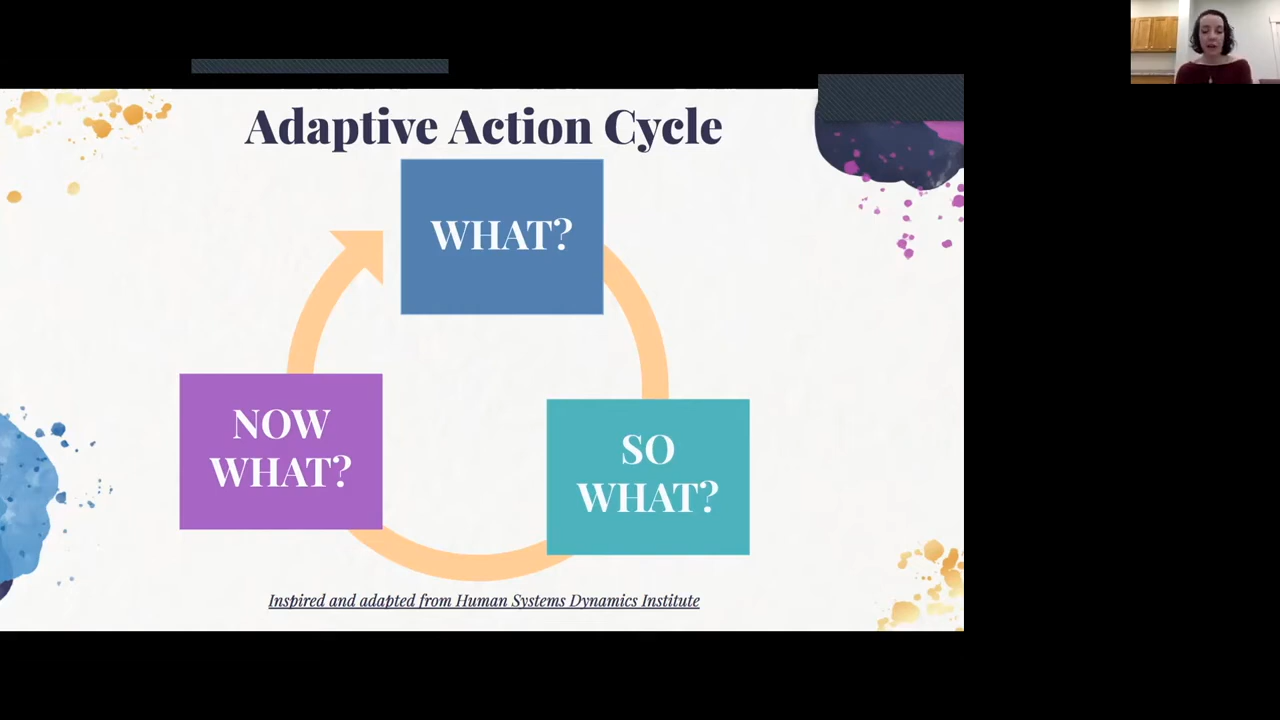 Adaptive Action Cycle
WHAT?
NOW
WHAT?
SO
WHAT?
Inspired and adapted from Human Systems Dynamics Institute